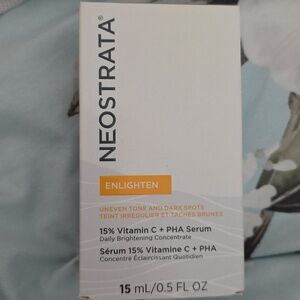 NEOSTRATA®
ENLIGHTEN
UNEVEN TONE AND DARK SPOTS
TEINT IRRÉGULIER ET TACHES BRUNES
15% Vitamin C + PHA Serum
Daily Brightening Concentrate
Sérum 15% Vitamine C + PHA
Concentré Éclaircissant Quotidien
15 mL/0.5 FL OZ